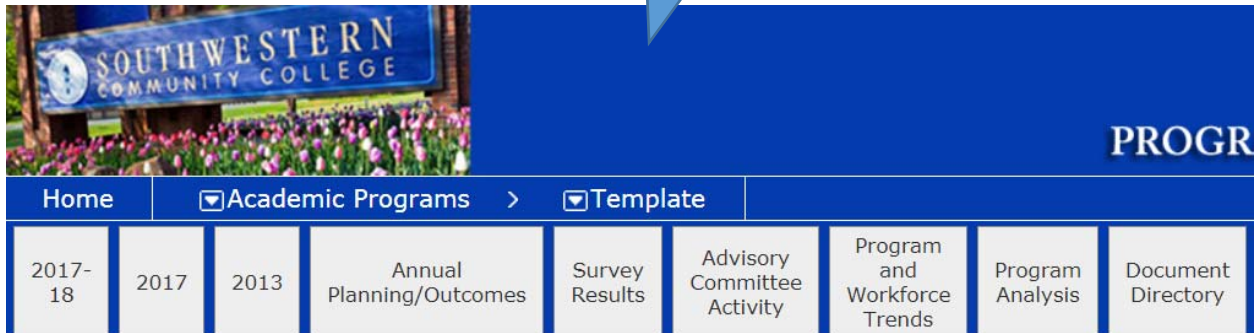 SOUTHWESTERN
COMMUNITY COLLEGE
PROGR
Home
Academic Programs >
Template
2017-
18
2017
2013
Annual
Planning/Outcomes
Survey
Results
Advisory
Committee
Activity
Program
and
Workforce
Trends
Program
Analysis
Document
Directory